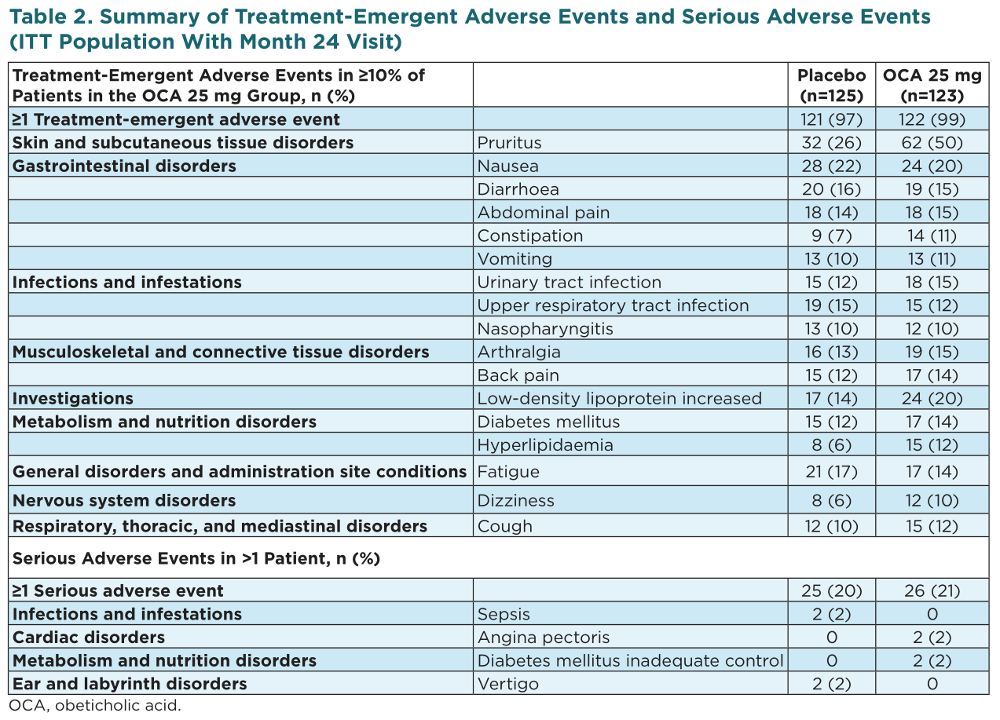 Table 2. Summary of Treatment-Emergent Adverse Events and Serious Adverse Events
(ITT Population With Month 24 Visit)
Treatment-Emergent Adverse Events in ≥10% of Patients in the OCA 25 mg Group, n (%) Placebo (n=125) OCA 25 mg (n=123)
≥1 Treatment-emergent adverse event 121 (97) 122 (99)
Skin and subcutaneous tissue disorders Pruritus 32 (26) 62 (50)
Gastrointestinal disorders Nausea 28 (22) 24 (20)
Diarrhoea 20 (16) 19 (15)
Abdominal pain 18 (14) 18 (15)
Constipation 9 (7) 14 (11)
Vomiting 13 (10) 13 (11)
Infections and infestations Urinary tract infection 15 (12) 18 (15)
Upper respiratory tract infection 19 (15) 15 (12)
Nasopharyngitis 13 (10) 12 (10)
Musculoskeletal and connective tissue disorders Arthralgia 16 (13) 19 (15)
Back pain 15 (12) 17 (14)
Investigations Low-density lipoprotein increased 17 (14) 24 (20)
Metabolism and nutrition disorders Diabetes mellitus 15 (12) 17 (14)
Hyperlipidaemia 8 (6) 15 (12)
General disorders and administration site conditions Fatigue 21 (17) 17 (14)
Nervous system disorders Dizziness 8 (6) 12 (10)
Respiratory, thoracic, and mediastinal disorders Cough 12 (10) 15 (12)
Serious Adverse Events in >1 Patient, n (%)
≥1 Serious adverse event 25 (20) 26 (21)
Infections and infestations Sepsis 2 (2) 0
Cardiac disorders Angina pectoris 0 2 (2)
Metabolism and nutrition disorders Diabetes mellitus inadequate control 0 2 (2)
Ear and labyrinth disorders Vertigo 2 (2) 0
OCA, obeticholic acid.